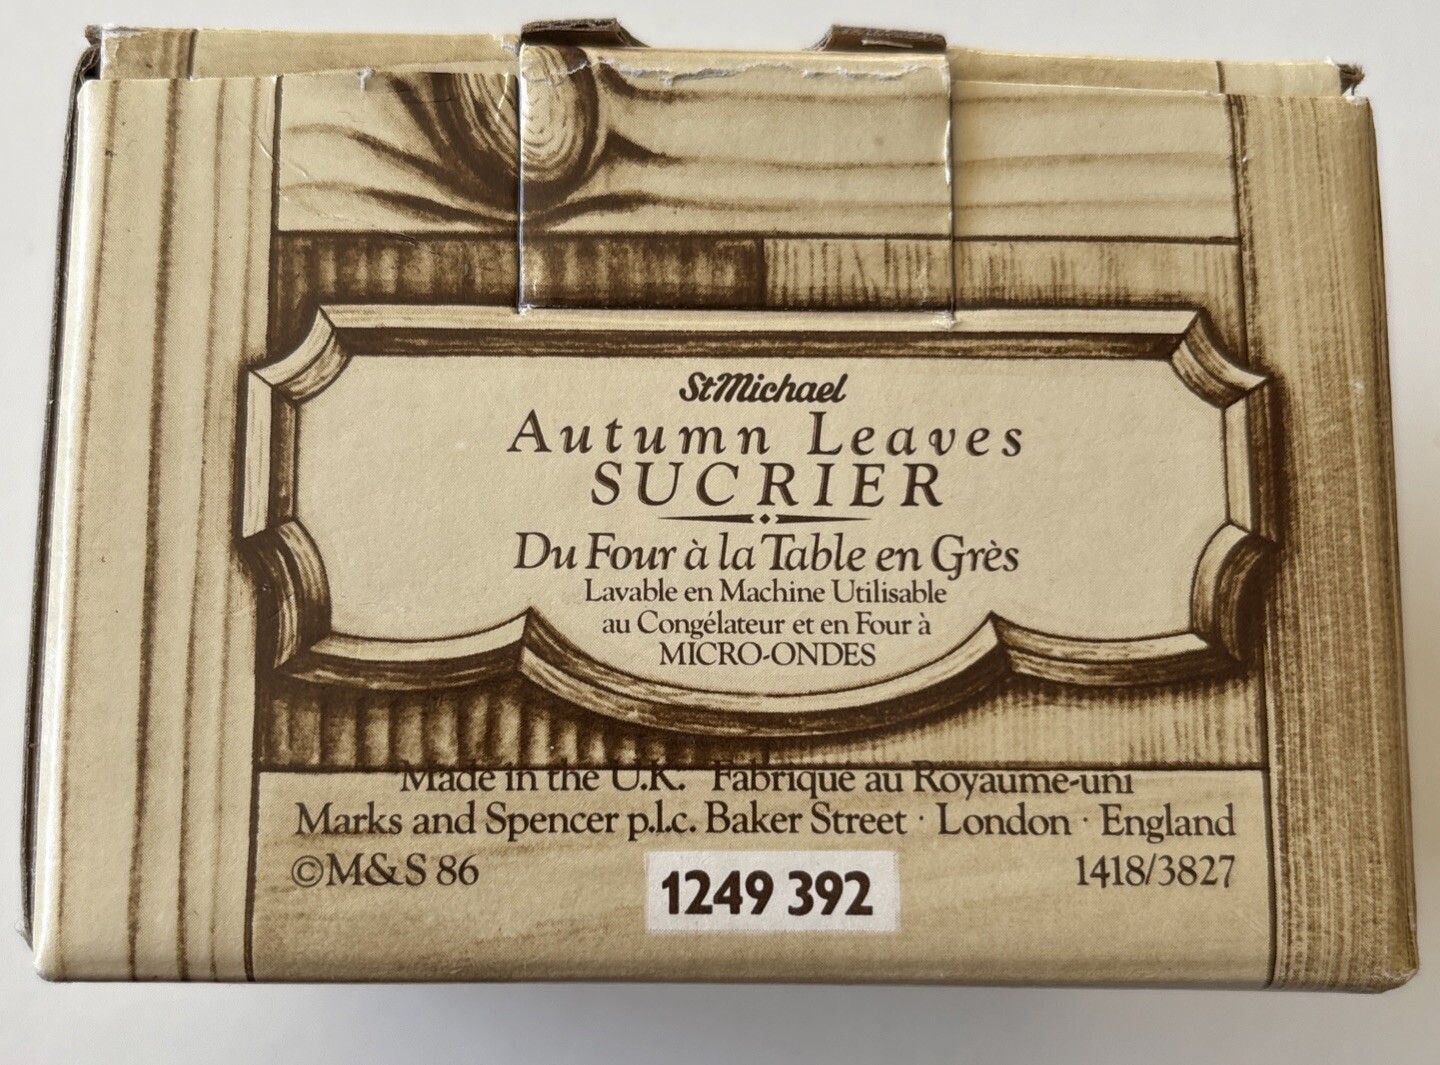 StMichael
Autumn Leaves
SUCRIER
Du Four à la Table en Grès
Lavable en Machine Utilisable
au Congélateur et en Four à
MICRO-ONDES
Made in the U.K. Fabriqué au Royaume-uni
Marks and Spencer p.l.c. Baker Street · London · England
©M&S 86
1249 392
1418/3827